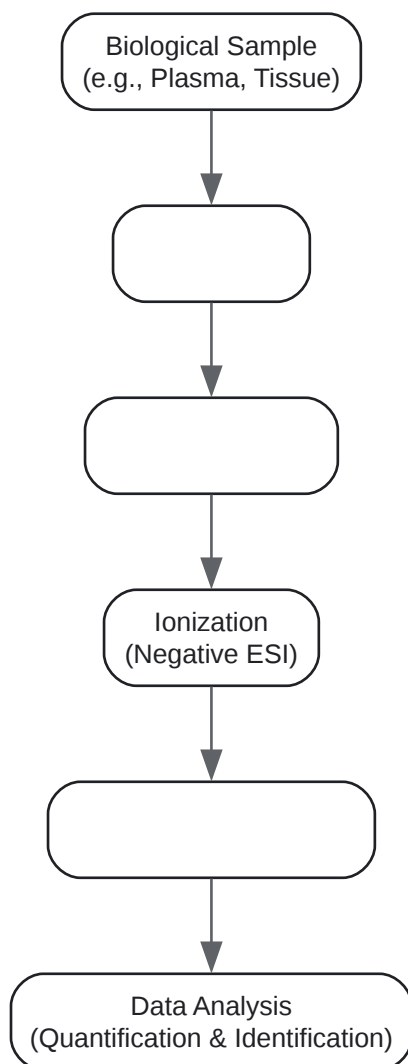 Biological Sample
(e.g., Plasma, Tissue)
Ionization
(Negative ESI)
Data Analysis
(Quantification & Identification)